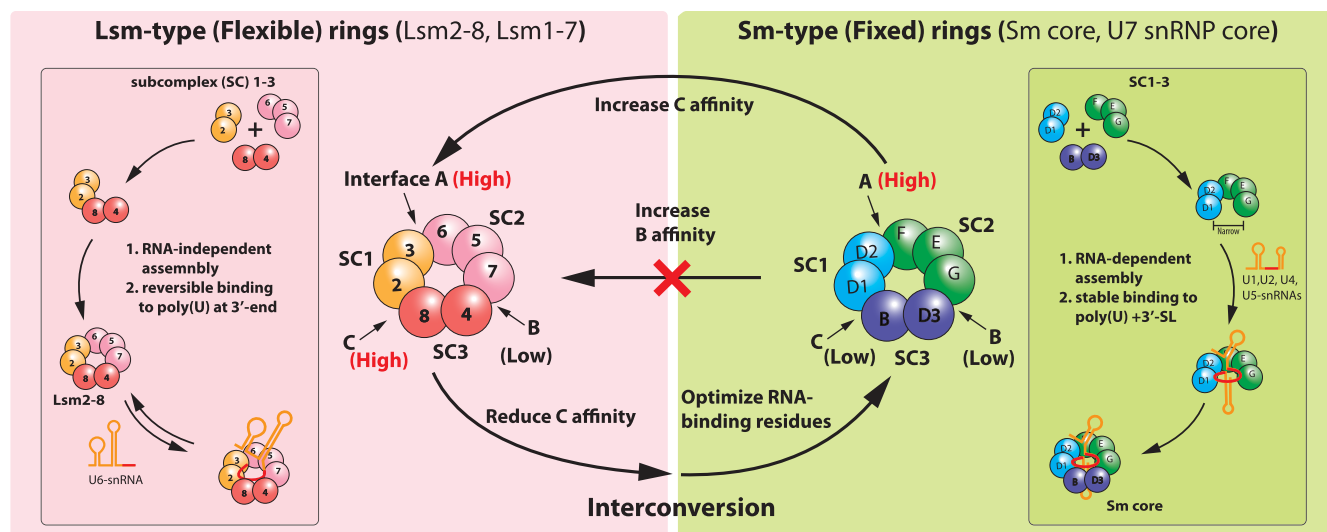 Lsm-type (Flexible) rings (Lsm2-8, Lsm1-7)
subcomplex (SC) 1-3
3
2
+
6
5
7
8
4
3
2
8
4
1. RNA-independent
assemnbly
2. reversible binding
to poly(U) at 3′-end
3
2
6
5
7
8
4
Lsm2-8
U6-snRNA
3
2
6
5
7
8
4
Interface A (High)
SC1
SC2
3
2
6
5
7
8
4
C
(High)
SC3
B
(Low)
Increase C affinity
Increase
B affinity
Reduce C affinity
Optimize RNA-
binding residues
Interconversion
Sm-type (Fixed) rings (Sm core, U7 snRNP core)
A (High)
SC1
SC2
D2
D1
F
E
G
B
D3
C
(Low)
SC3
B
(Low)
SC1-3
D2
D1
+
F
E
G
B
D3
D2
D1
F
E
G
Narrow
1. RNA-dependent
assembly
2. stable binding to
poly(U) +3′-SL
U1,U2, U4,
U5-snRNAs
D2
D1
E
G
D2
D1
E
G
B
D3
Sm core